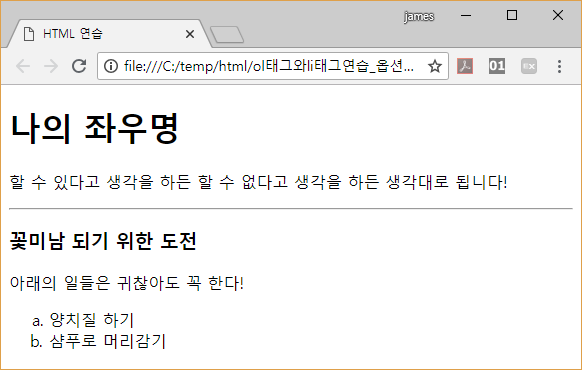 james
HTML 연습
file:///C:/temp/html/ol태그와li태그연습_옵션...
01
나의 좌우명
할 수 있다고 생각을 하든 할 수 없다고 생각을 하든 생각대로 됩니다!
꽃미남 되기 위한 도전
아래의 일들은 귀찮아도 꼭 한다!
a. 양치질 하기
b. 샴푸로 머리감기